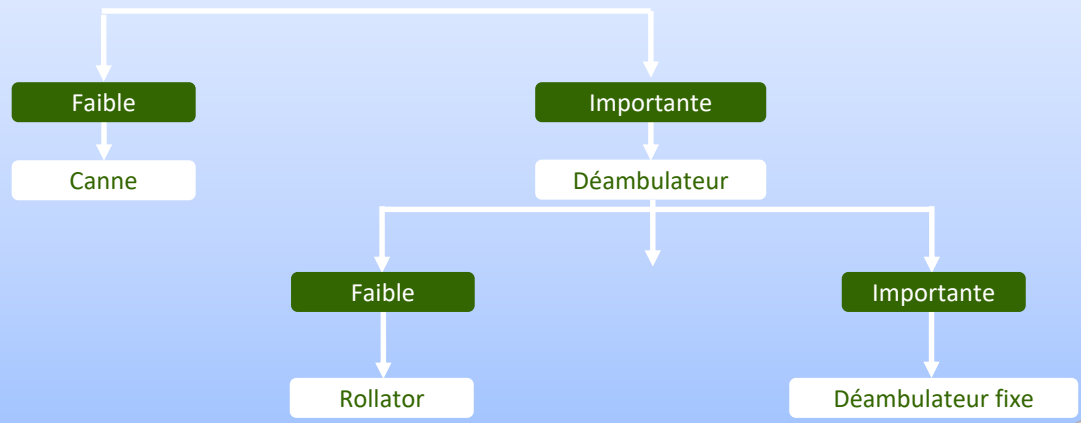 Faible
Importante
Canne
Déambulateur
Faible
Importante
Rollator
Déambulateur fixe